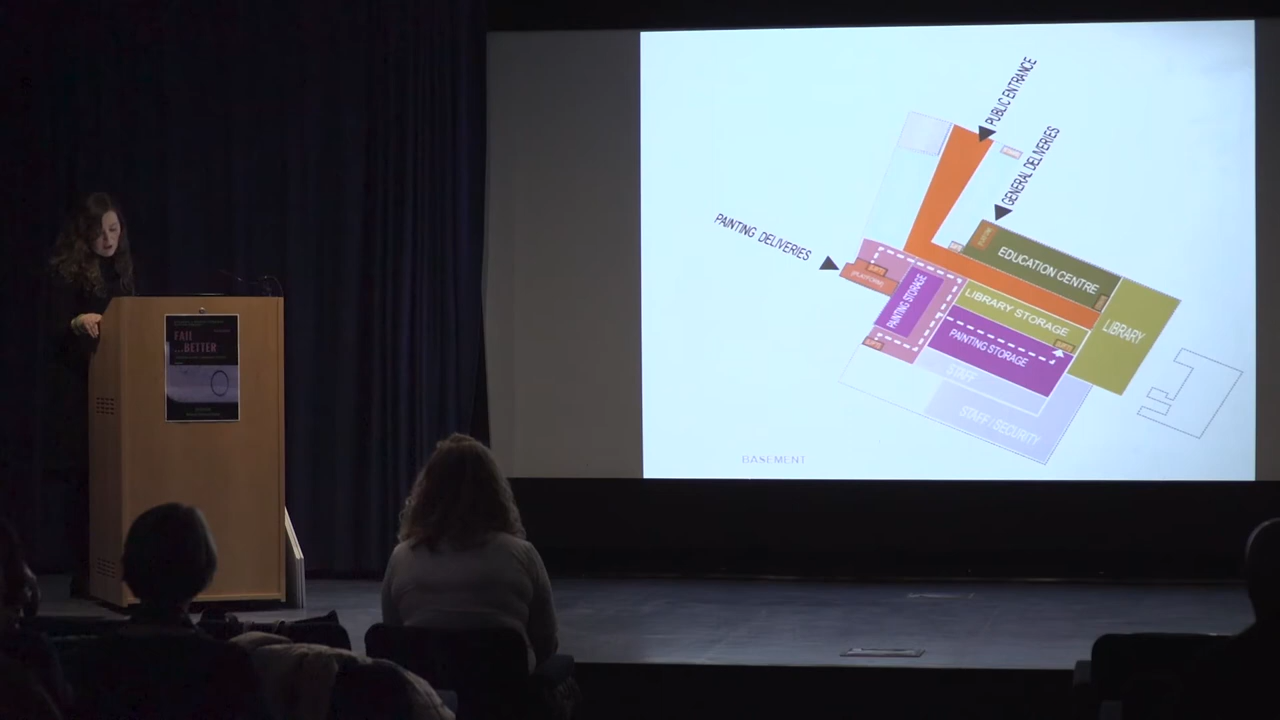 FAIL
...BETTER
PUBLIC ENTRANCE
GENERAL DELIVERIES
PAINTING DELIVERIES
EDUCATION CENTRE
LIBRARY
LIBRARY STORAGE
PAINTING STORAGE
PAINTING STORAGE
STAFF
STAFF / SECURITY
BASEMENT